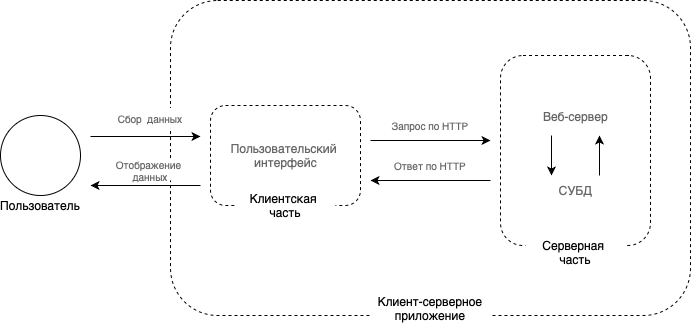 Сбор данных
Отображение
данных
Пользователь
Пользовательский
интерфейс
Клиентская
часть
Запрос по HTTP
Ответ по HTTP
Веб-сервер
СУБД
Серверная
часть
Клиент-серверное
приложение